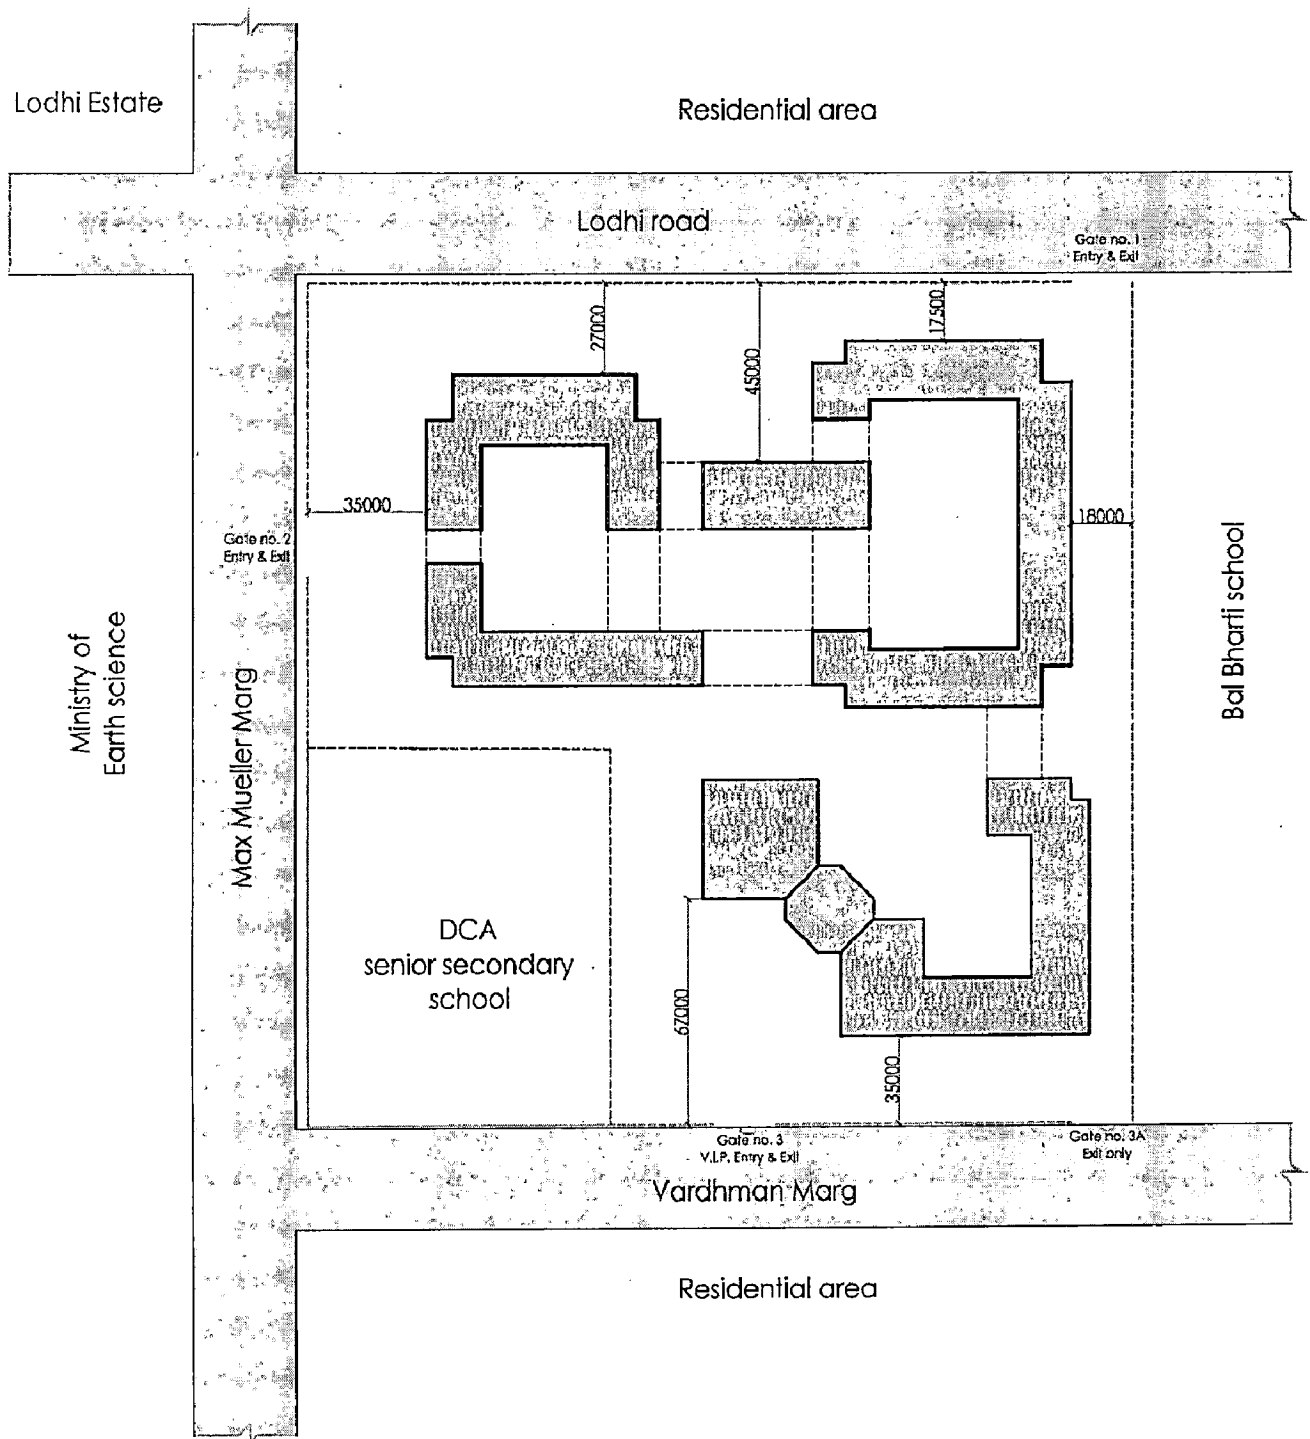 Lodhi Estate
Residential area
Lodhi road
Gate no. 1
Entry & Exit
27000
45000
17500
35000
18000
Gate no. 2
Entry & Exit
Ministry of
Earth science
Max Mueller Marg
Bal Bharti school
DCA
senior secondary
school
67000
35000
Gate no. 3
V.I.P. Entry & Exit
Gate no. 3A
Exit only
Vardhman Marg
Residential area